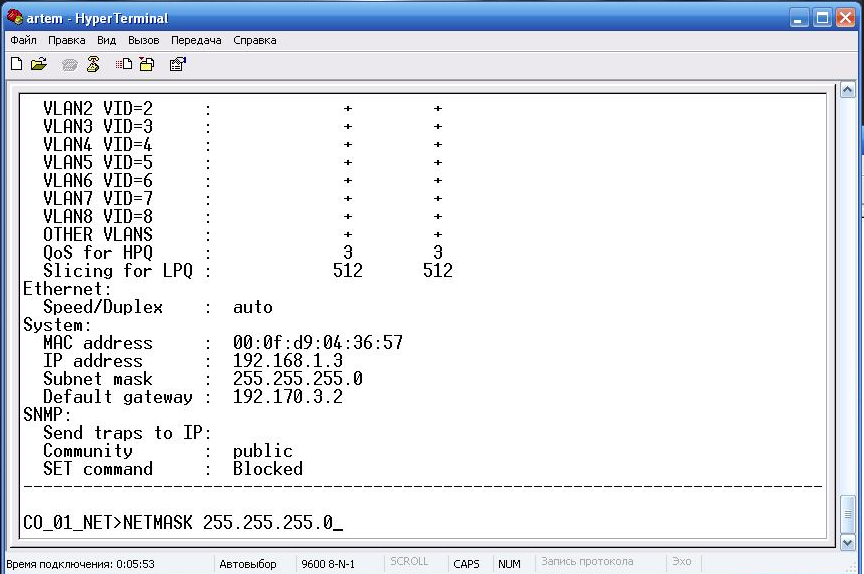 artem - HyperTerminal
Файл Правка Вид Вызов Передача Справка
VLAN2 VID=2 : + +
VLAN3 VID=3 : + +
VLAN4 VID=4 : + +
VLAN5 VID=5 : + +
VLAN6 VID=6 : + +
VLAN7 VID=7 : + +
VLAN8 VID=8 : + +
OTHER VLANS : + +
QoS for HPQ : 3 3
Slicing for LPQ : 512 512
Ethernet:
Speed/Duplex : auto
System:
MAC address : 00:0f:d9:04:36:57
IP address : 192.168.1.3
Subnet mask : 255.255.255.0
Default gateway : 192.170.3.2
SNMP:
Send traps to IP:
Community : public
SET command : Blocked
--------------------------------------------------------------------------------
CO_01_NET>NETMASK 255.255.255.0_
Время подключения: 0:05:53 Автовыбор 9600 8-N-1 SCROLL CAPS NUM Запись протокола Эхо